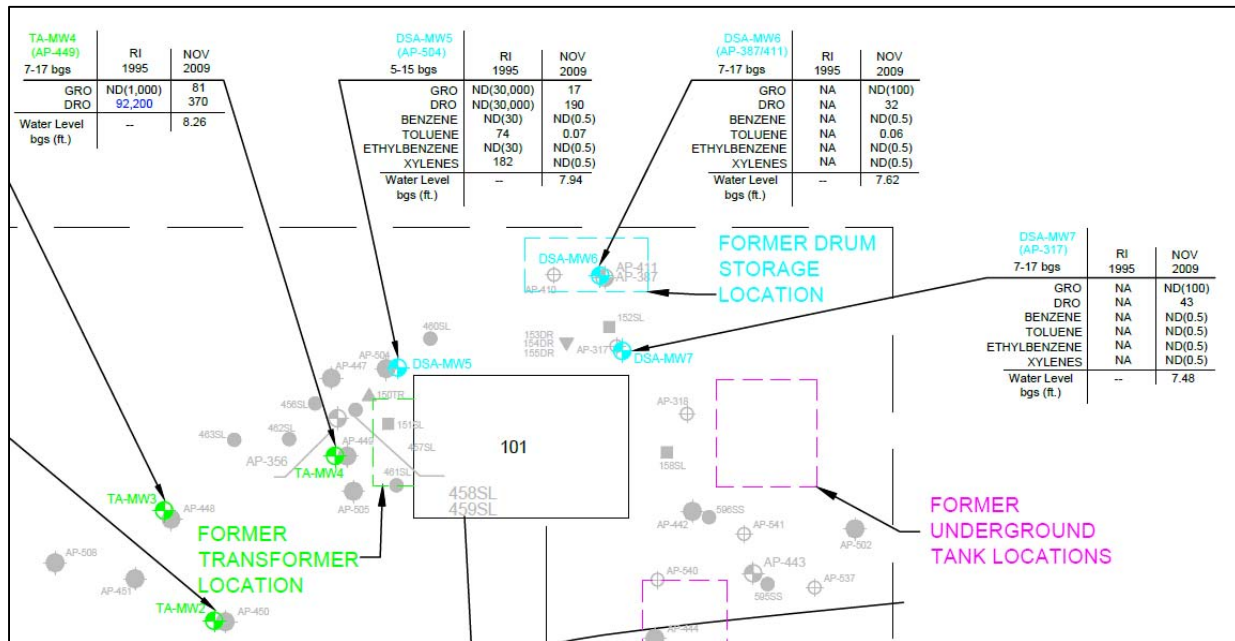 TA-MW4
(AP-449)
7-17 bgs
RI
1995
NOV
2009
GRO ND(1,000) 81
DRO 92,200 370
Water Level
bgs (ft.)
-- 8.26
DSA-MW5
(AP-504)
5-15 bgs
RI
1995
NOV
2009
GRO ND(30,000) 17
DRO ND(30,000) 190
BENZENE ND(30) ND(0.5)
TOLUENE 74 0.07
ETHYLBENZENE ND(30) ND(0.5)
XYLENES 182 ND(0.5)
Water Level
bgs (ft.)
-- 7.94
DSA-MW6
(AP-387/411)
7-17 bgs
RI
1995
NOV
2009
GRO NA ND(100)
DRO NA 32
BENZENE NA ND(0.5)
TOLUENE NA 0.06
ETHYLBENZENE NA ND(0.5)
XYLENES NA ND(0.5)
Water Level
bgs (ft.)
-- 7.62
DSA-MW7
(AP-317)
7-17 bgs
RI
1995
NOV
2009
GRO NA ND(100)
DRO NA 43
BENZENE NA ND(0.5)
TOLUENE NA ND(0.5)
ETHYLBENZENE NA ND(0.5)
XYLENES NA ND(0.5)
Water Level
bgs (ft.)
-- 7.48
FORMER DRUM
STORAGE
LOCATION
DSA-MW6
AP-411
AP-387
AP-410
152SL
153DR
154DR
155DR
AP-317
DSA-MW7
460SL
AP-504
DSA-MW5
AP-447
150TR
456SL
151SL
AP-318
463SL
462SL
457SL
AP-449
AP-356
TA-MW4
461SL
101
158SL
458SL
459SL
AP-505
TA-MW3
AP-448
FORMER
TRANSFORMER
LOCATION
FORMER
UNDERGROUND
TANK LOCATIONS
AP-442
596SS
AP-541
AP-502
AP-508
AP-451
AP-540
AP-443
595SS
AP-537
TA-MW2
AP-450
AP-444